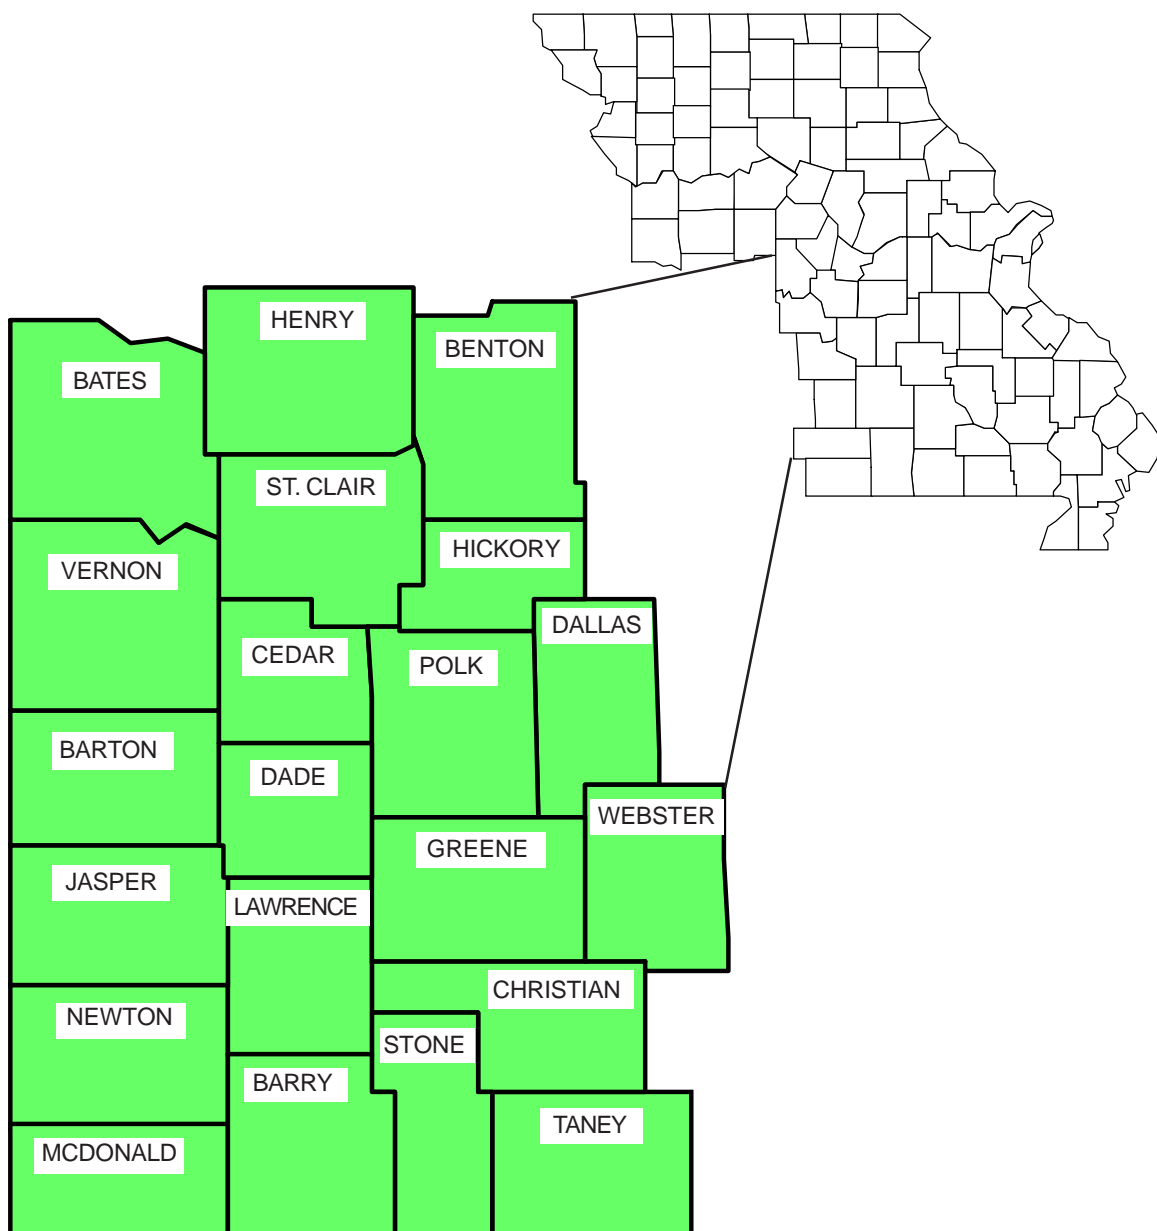 HENRY
BENTON
BATES
ST. CLAIR
HICKORY
VERNON
DALLAS
CEDAR
POLK
BARTON
DADE
WEBSTER
GREENE
JASPER
LAWRENCE
CHRISTIAN
NEWTON
STONE
BARRY
TANEY
MCDONALD